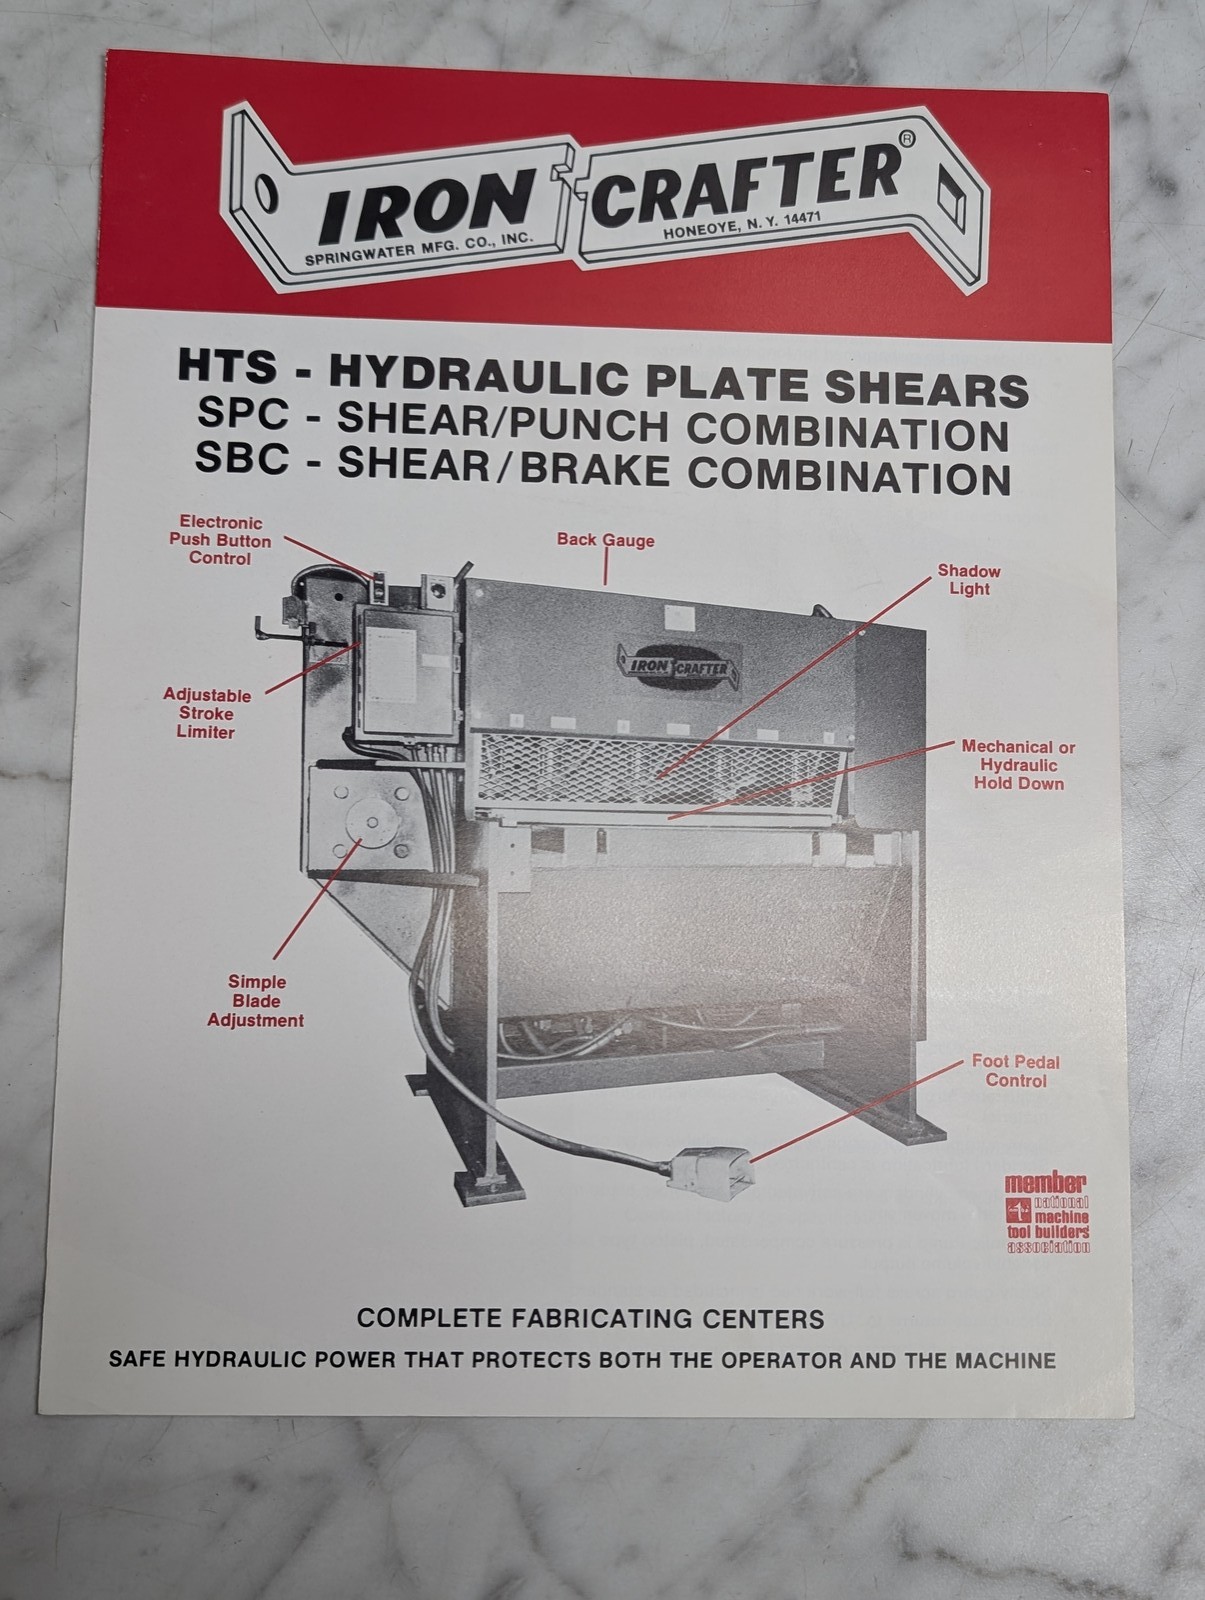 IRON CRAFTER®
SPRINGWATER MFG. CO., INC.
HONEOYE, N. Y. 14471
HTS - HYDRAULIC PLATE SHEARS
SPC - SHEAR/PUNCH COMBINATION
SBC - SHEAR/BRAKE COMBINATION
Electronic
Push Button
Control
Back Gauge
Shadow
Light
IRON CRAFTER
Adjustable
Stroke
Limiter
Mechanical or
Hydraulic
Hold Down
Simple
Blade
Adjustment
Foot Pedal
Control
member
national
machine
tool builders'
association
COMPLETE FABRICATING CENTERS
SAFE HYDRAULIC POWER THAT PROTECTS BOTH THE OPERATOR AND THE MACHINE